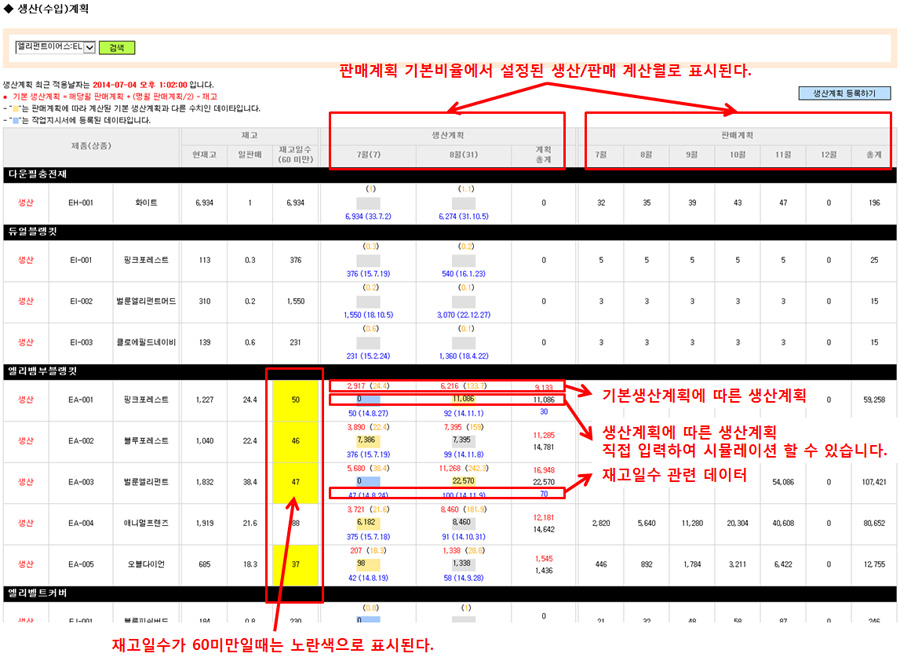 ◆ 생산(수입)계획
엘리펀트이어스:EL 검색
판매계획 기본비율에서 설정된 생산/판매 계산월로 표시된다.
생산계획 최근 적용날자는 2014-07-04 오후 1:02:00 입니다.
생산계획 등록하기
* 기본 생산계획 = 해당월 판매계획 + (명월 판매계획/2) - 재고
- "■"는 판매계획에 따라 계산된 기본 생산계획과 다른 수치인 데이타입니다.
- "■"는 작업지시서에 등록된 데이타입니다.
제품(상품) 재고 생산계획 판매계획
현재고 일판매 재고일수 (60 미만) 7월(7) 8월(31) 계획 총계 7월 8월 9월 10월 11월 12월 총계
다운필충전재
(1) (1.1)
생산 EH-001 화이트 6,934 1 6,934 0 32 35 39 43 47 0 196
6,934 (33.7.2) 6,274 (31.10.5)
듀얼블랭킷
(0.3) (0.2)
생산 EI-001 핑크포레스트 113 0.3 376 0 5 5 5 5 5 0 25
376 (15.7.19) 540 (16.1.23)
(0.2) (0.1)
생산 EI-002 벌룬엘리펀트머드 310 0.2 1,550 0 3 3 3 3 3 0 15
1,550 (18.10.5) 3,070 (22.12.27)
(0.6) (0.1)
생산 EI-003 클로에필드네이비 139 0.6 231 0 3 3 3 3 3 0 15
231 (15.2.24) 1,360 (18.4.22)
엘리뱀부블랭킷
2,917 (24.4) 6,216 (133.7) 9,133
생산 EA-001 핑크포레스트 1,227 24.4 50 0 11,086 11,086 0 59,258
50 (14.8.27) 92 (14.11.1) 30
기본생산계획에 따른 생산계획
3,890 (22.4) 7,395 (159) 11,285
생산 EA-002 블루포레스트 1,040 22.4 46 7,386 7,395 14,781
376 (15.7.19) 99 (14.11.8)
생산계획에 따른 생산계획
직접 입력하여 시뮬레이션 할 수 있습니다.
5,680 (38.4) 11,268 (242.3) 16,948
생산 EA-003 벌룬엘리펀트 1,832 38.4 47 0 22,570 22,570 54,086 0 107,421
47 (14.8.24) 100 (14.11.9) 70
재고일수 관련 데이터
3,721 (21.6) 8,460 (181.9) 12,181
생산 EA-004 애니멀프렌즈 1,919 21.6 88 6,182 8,460 14,642 2,820 5,640 11,280 20,304 40,608 0 80,652
375 (15.7.18) 91 (14.10.31)
207 (18.3) 1,338 (28.8) 1,545
생산 EA-005 오블다이언 685 18.3 37 98 1,338 1,436 446 892 1,784 3,211 6,422 0 12,755
42 (14.8.19) 58 (14.9.28)
엘리벨트커버
(0.8) (1)
생산 184 0.8 230 0 0 21 32 48 58 87 0 246
재고일수가 60미만일때는 노란색으로 표시된다.